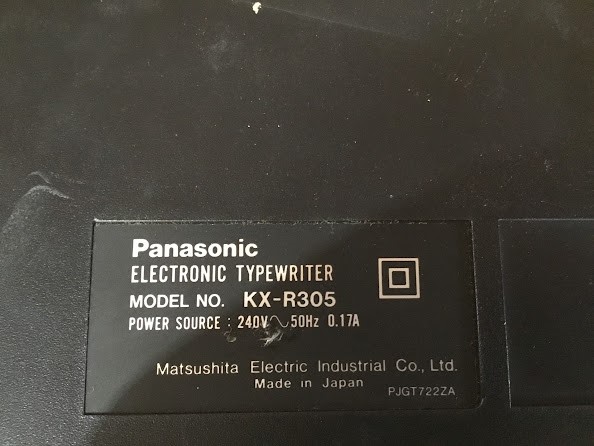 Panasonic
ELECTRONIC TYPEWRITER
MODEL NO. KX-R305
POWER SOURCE : 240V∿50Hz 0.17A
Matsushita Electric Industrial Co., Ltd.
Made in Japan
PJGT722ZA